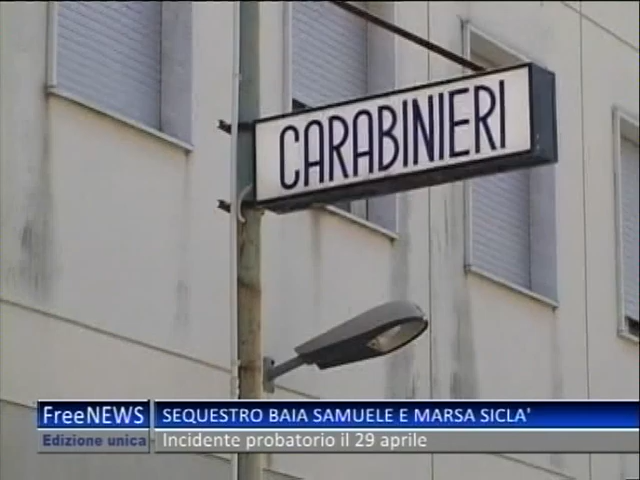 CARABINIERI
FreeNEWS
SEQUESTRO BAIA SAMUELE E MARSA SICLA'
Edizione unica
Incidente probatorio il 29 aprile